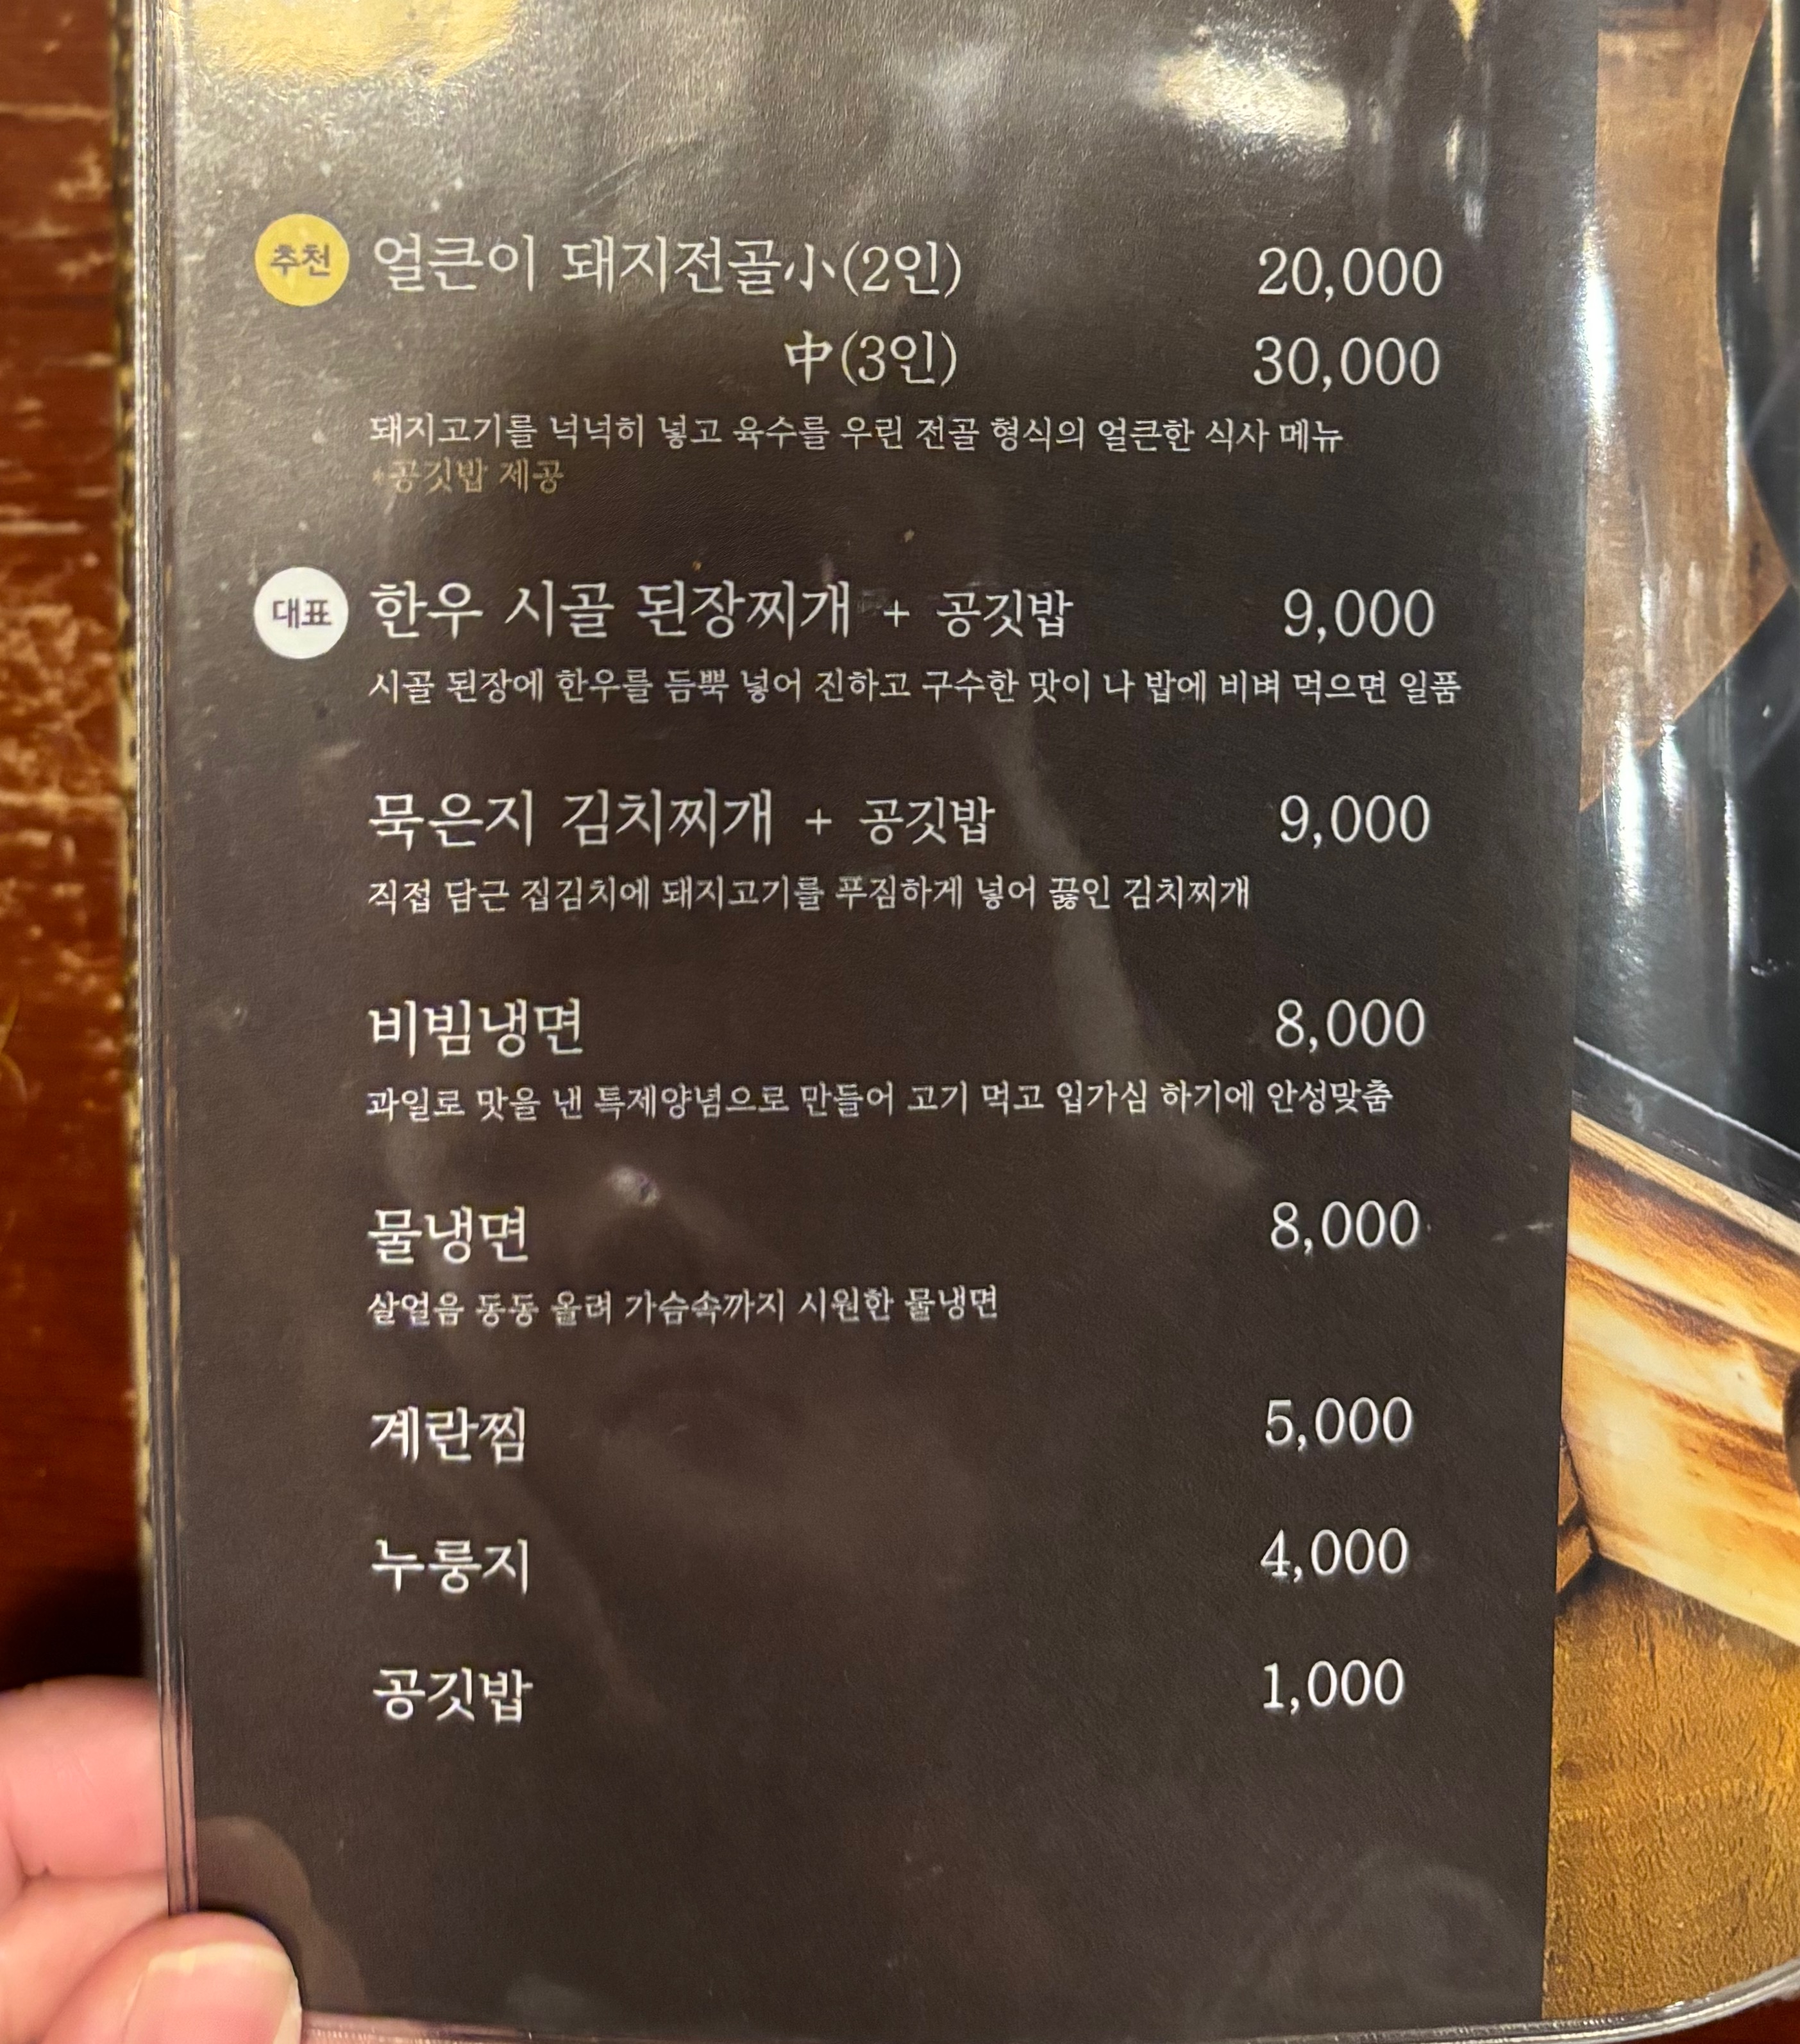 추천 얼큰이 돼지전골小(2인) 20,000
中(3인) 30,000
돼지고기를 넉넉히 넣고 육수를 우린 전골 형식의 얼큰한 식사 메뉴
*공깃밥 제공
대표 한우 시골 된장찌개 + 공깃밥 9,000
시골 된장에 한우를 듬뿍 넣어 진하고 구수한 맛이 나 밥에 비벼 먹으면 일품
묵은지 김치찌개 + 공깃밥 9,000
직접 담근 집김치에 돼지고기를 푸짐하게 넣어 끓인 김치찌개
비빔냉면 8,000
과일로 맛을 낸 특제양념으로 만들어 고기 먹고 입가심 하기에 안성맞춤
물냉면 8,000
살얼음 동동 올려 가슴속까지 시원한 물냉면
계란찜 5,000
누룽지 4,000
공깃밥 1,000